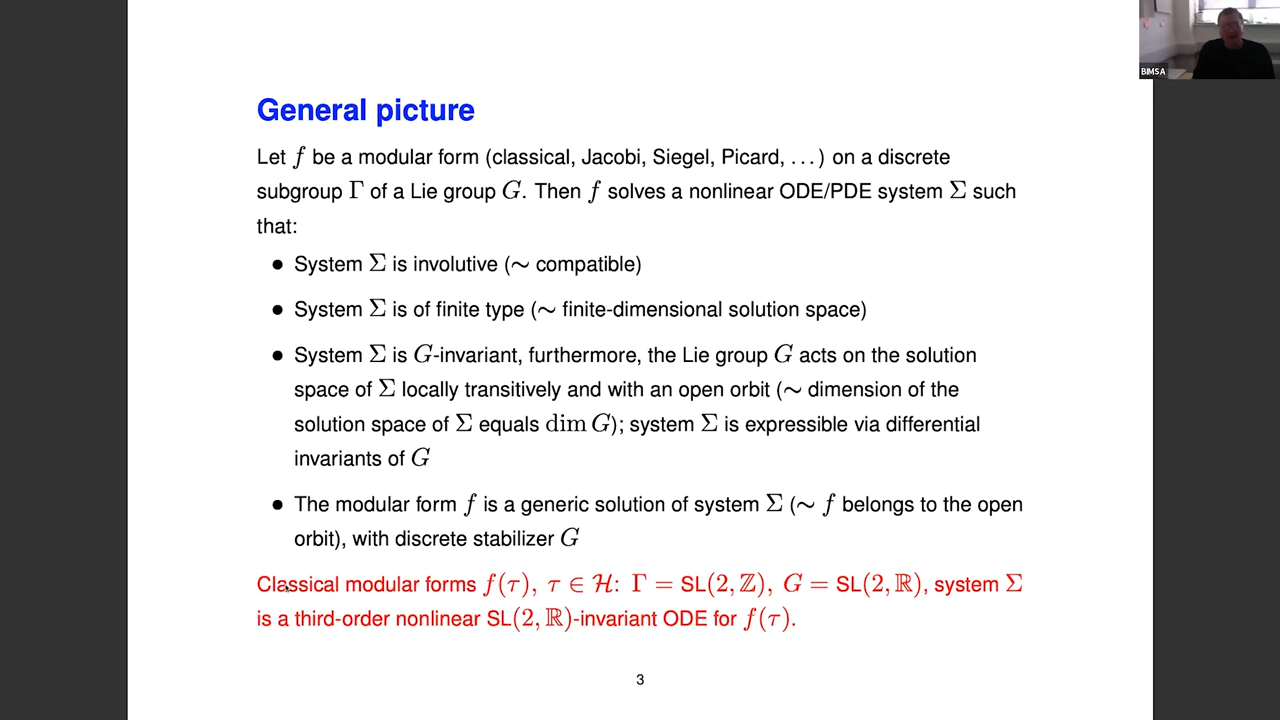 BIMSA
General picture
Let f be a modular form (classical, Jacobi, Siegel, Picard, ...) on a discrete
subgroup Γ of a Lie group G. Then f solves a nonlinear ODE/PDE system Σ such
that:
● System Σ is involutive (∼ compatible)
● System Σ is of finite type (∼ finite-dimensional solution space)
● System Σ is G-invariant, furthermore, the Lie group G acts on the solution
space of Σ locally transitively and with an open orbit (∼ dimension of the
solution space of Σ equals dim G); system Σ is expressible via differential
invariants of G
● The modular form f is a generic solution of system Σ (∼ f belongs to the open
orbit), with discrete stabilizer G
Classical modular forms f(τ), τ ∈ ℋ: Γ = SL(2, ℤ), G = SL(2, ℝ), system Σ
is a third-order nonlinear SL(2, ℝ)-invariant ODE for f(τ).
3